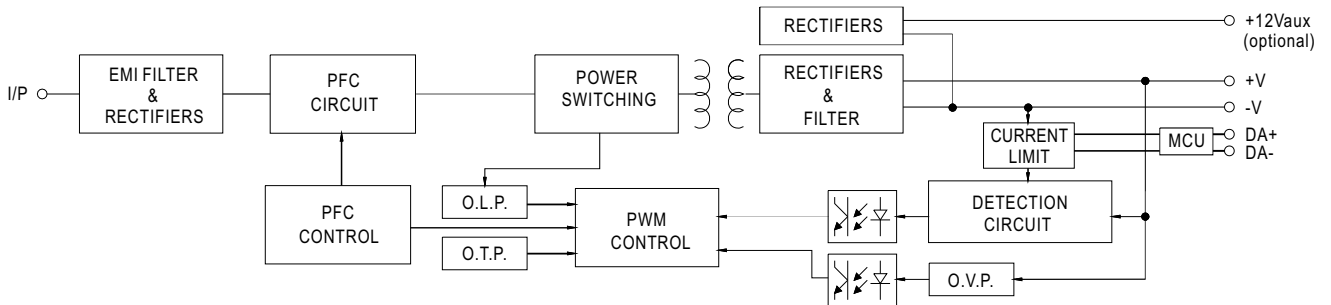 RECTIFIERS
+12Vaux
(optional)
I/P
EMI FILTER
&
RECTIFIERS
PFC
CIRCUIT
POWER
SWITCHING
RECTIFIERS
&
FILTER
+V
-V
CURRENT
LIMIT
MCU
DA+
DA-
PFC
CONTROL
O.L.P.
O.T.P.
PWM
CONTROL
DETECTION
CIRCUIT
O.V.P.